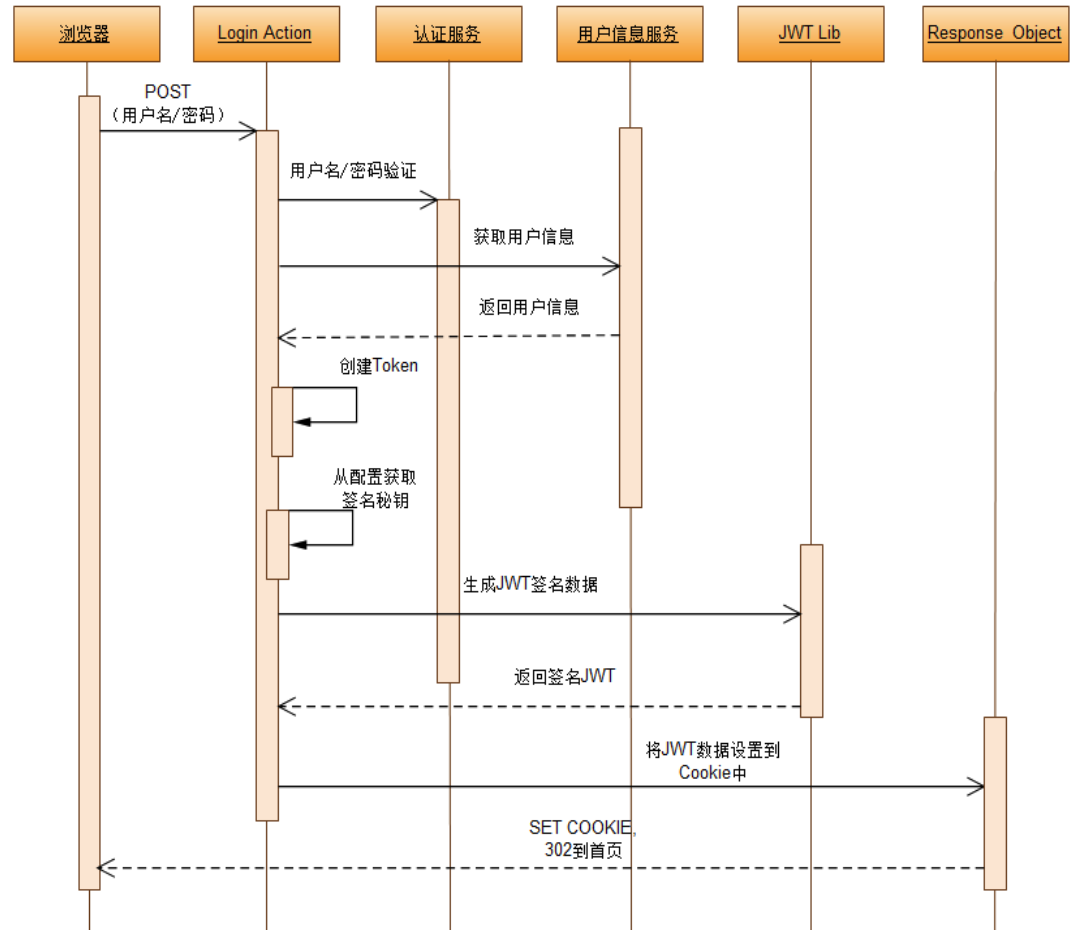 浏览器
Login Action
认证服务
用户信息服务
JWT Lib
Response Object
POST
（用户名/密码）
用户名/密码验证
获取用户信息
返回用户信息
创建Token
从配置获取
签名秘钥
生成JWT签名数据
返回签名JWT
将JWT数据设置到
Cookie中
SET COOKIE,
302到首页